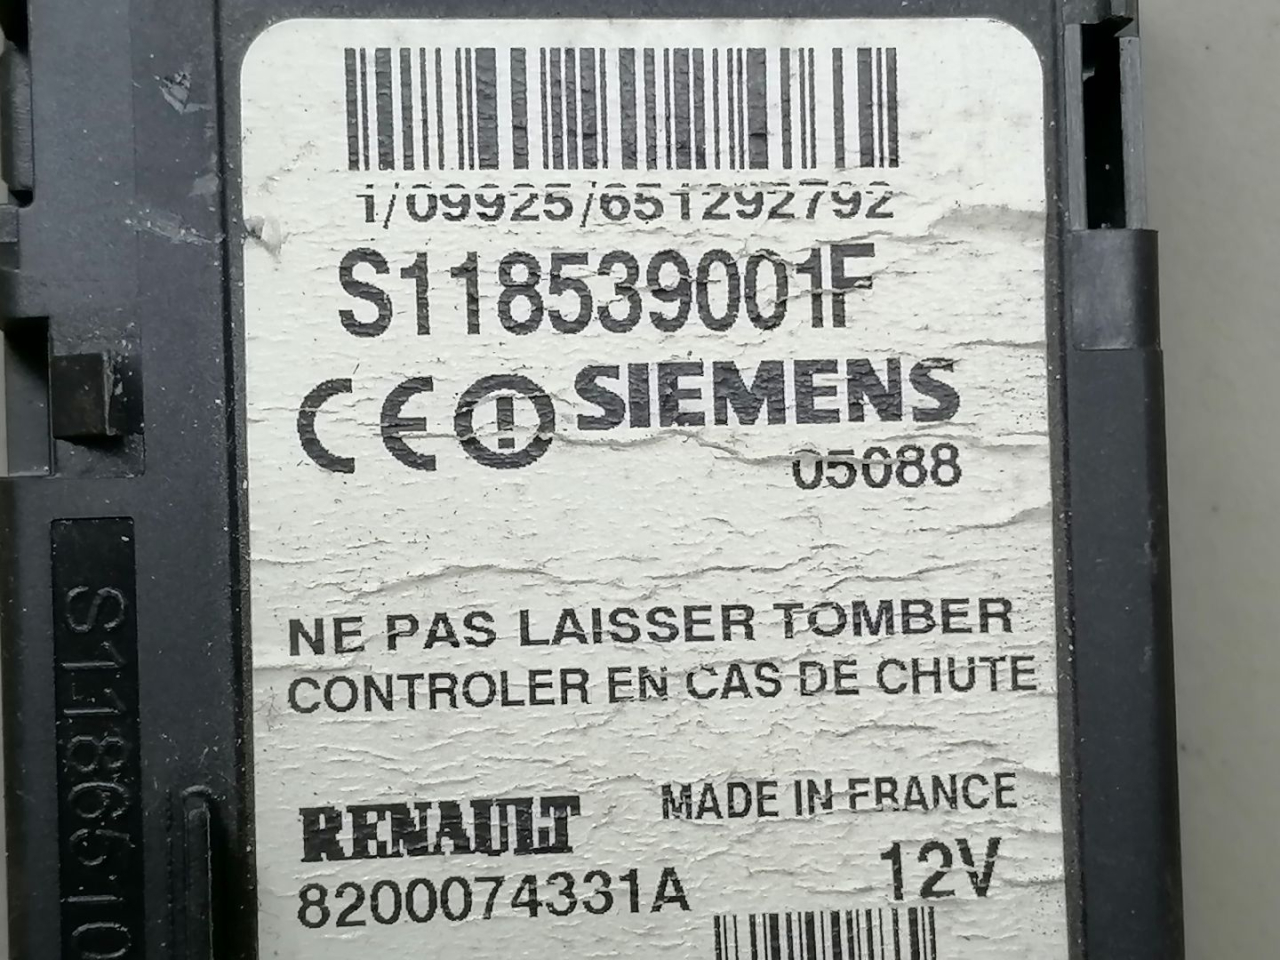 1/09925/651292792
S118539001F
CE SIEMENS
05088
NE PAS LAISSER TOMBER
CONTROLER EN CAS DE CHUTE
MADE IN FRANCE
RENAULT
12V
8200074331A